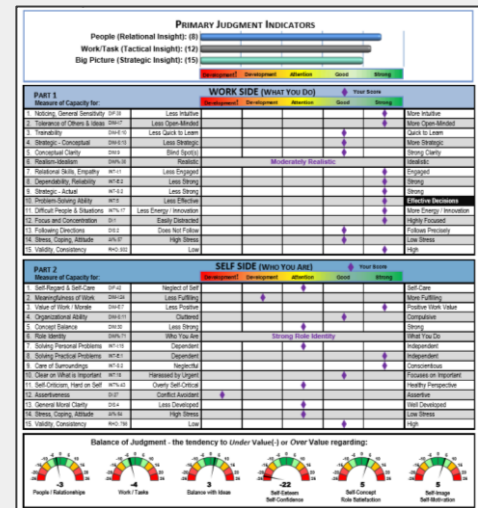 PRIMARY JUDGMENT INDICATORS
People (Relational Insight): (8)
Work/Task (Tactical Insight): (12)
Big Picture (Strategic Insight): (15)
Development! Development Attention Good Strong
PART 1 WORK SIDE (WHAT YOU DO) Your Score
Measure of Capacity for: Development! Development Attention Good Strong
1. Noticing, General Sensitivity Less Intuitive More Intuitive
2. Tolerance of Others & Ideas Less Open-Minded More Open-Minded
3. Trainability Less Quick to Learn Quick to Learn
4. Strategic - Conceptual Less Strategic More Strategic
5. Conceptual Clarity Blind Spot(s) Strong Clarity
6. Realism-Idealism Realistic Moderately Realistic Idealistic
7. Relational Skills, Empathy Less Engaged Engaged
8. Dependability, Reliability Less Strong Strong
9. Strategic - Actual Less Strong Strong
10. Problem-Solving Ability Less Effective Effective Decisions
11. Difficult People & Situations Less Energy / Innovation More Energy / Innovation
12. Focus and Concentration Easily Distracted Highly Focused
13. Following Directions Does Not Follow Follows Precisely
14. Stress, Coping, Attitude High Stress Low Stress
15. Validity, Consistency Low High
PART 2 SELF SIDE (WHO YOU ARE) Your Score
Measure of Capacity for: Development! Development Attention Good Strong
1. Self-Regard & Self-Care Neglect of Self Self-Care
2. Meaningfulness of Work Less Fulfilling More Fulfilling
3. Value of Work / Morale Less Positive Positive Work Value
4. Organizational Ability Cluttered Compulsive
5. Concept Balance Less Strong Strong
6. Role Identity Who You Are Strong Role Identity What You Do
7. Solving Personal Problems Dependent Independent
8. Solving Practical Problems Dependent Independent
9. Care of Surroundings Neglectful Conscientious
10. Clear on What is Important Harassed by Urgent Focuses on Important
11. Self-Criticism, Hard on Self Overly Self-Critical Healthy Perspective
12. Assertiveness Conflict Avoidant Assertive
13. General Moral Clarity Less Developed Well Developed
14. Stress, Coping, Attitude High Stress Low Stress
15. Validity, Consistency Low High
Balance of Judgment - the tendency to Under Value(-) or Over Value regarding:
-3 -4 3 -22 5 5
People / Relationships Work / Tasks Balance with Ideas Self-Esteem Self-Concept Self-Image
Self-Confidence Role Satisfaction Self-Motivation